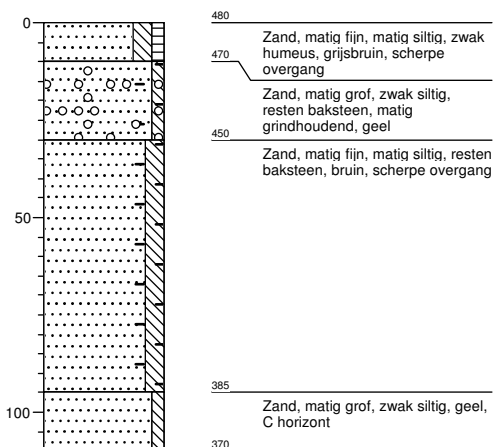 0
480
Zand, matig fijn, matig siltig, zwak
humeus, grijsbruin, scherpe
overgang
470
Zand, matig grof, zwak siltig,
resten baksteen, matig
grindhoudend, geel
450
Zand, matig fijn, matig siltig, resten
baksteen, bruin, scherpe overgang
50
385
Zand, matig grof, zwak siltig, geel,
C horizont
100
370